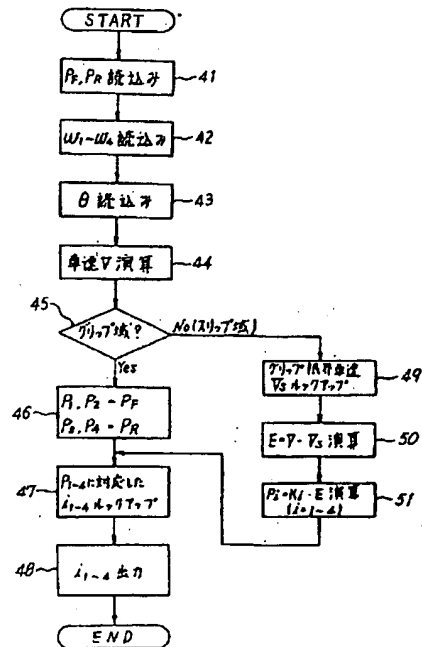 START
PF, PR 読込み
41
ω1~ω4 読込み
42
θ 読込み
43
車速V演算
44
45
グリップ域?
No(スリップ域)
Yes
46
P1, P2 ← PF
P3, P4 ← PR
グリップ限界車速
Vsルックアップ
49
E=V-Vs 演算
50
Pi=Ki・E演算
(i=1~4)
51
47
P1~4に対応した
i1~4ルックアップ
48
i1~4 出力
END